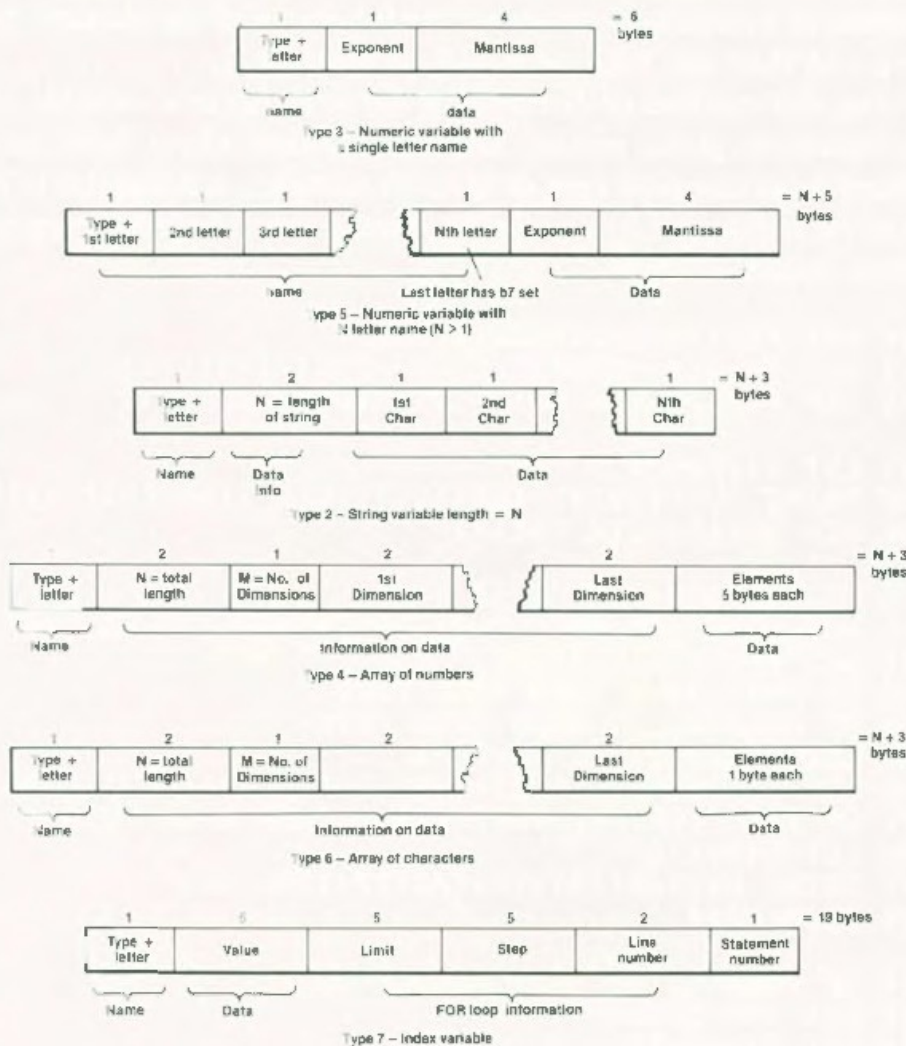 1 1 4 = 6 bytes
Type + letter Exponent Mantissa
Name data
Type 3 – Numeric variable with
a single letter name
1 1 1 1 1 4 = N + 5 bytes
Type + 1st letter 2nd letter 3rd letter Nth letter Exponent Mantissa
Name Last letter has b7 set Data
Type 5 – Numeric variable with
N letter name (N > 1)
1 2 1 1 1 = N + 3 bytes
Type + letter N = length of string 1st Char 2nd Char Nth Char
Name Data Info Data
Type 2 – String variable length = N
2 1 2 2 = N + 3 bytes
Type + letter N = total length M = No. of Dimensions 1st Dimension Last Dimension Elements 5 bytes each
Name Information on data Data
Type 4 – Array of numbers
1 2 1 2 2 = N + 3 bytes
Type + letter N = total length M = No. of Dimensions Last Dimension Elements 1 byte each
Name Information on data Data
Type 6 – Array of characters
1 5 5 5 2 1 = 19 bytes
Type + letter Value Limit Step Line number Statement number
Name Data FOR loop information
Type 7 – Index variable